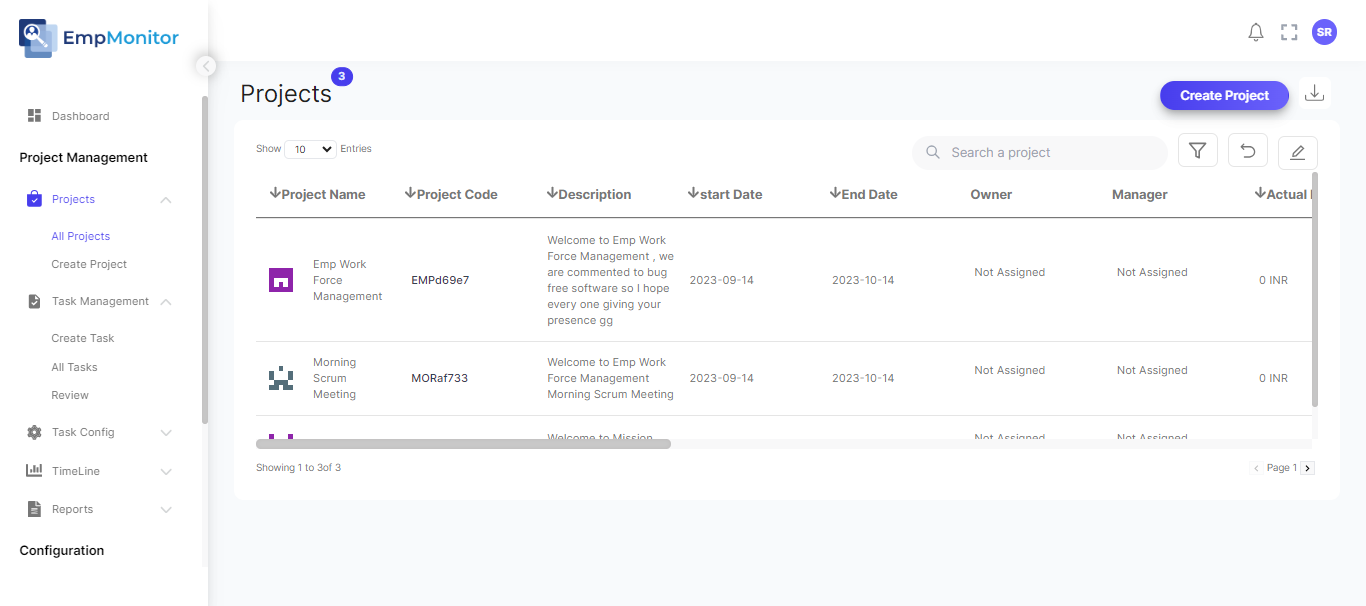 EmpMonitor
SR
Dashboard
Project Management
Projects
All Projects
Create Project
Task Management
Create Task
All Tasks
Review
Task Config
TimeLine
Reports
Configuration
Projects 3
Create Project
Show 10 Entries
Search a project
Project Name Project Code Description start Date End Date Owner Manager Actual
Emp Work
Force
Management
EMPd69e7
Welcome to Emp Work
Force Management , we
are commented to bug
free software so I hope
every one giving your
presence gg
2023-09-14
2023-10-14
Not Assigned
Not Assigned
0 INR
Morning
Scrum
Meeting
MORaf733
Welcome to Emp Work
Force Management
Morning Scrum Meeting
2023-09-14
2023-10-14
Not Assigned
Not Assigned
0 INR
Welcome to Mission
Not Assigned
Not Assigned
Showing 1 to 3of 3
< Page 1 >